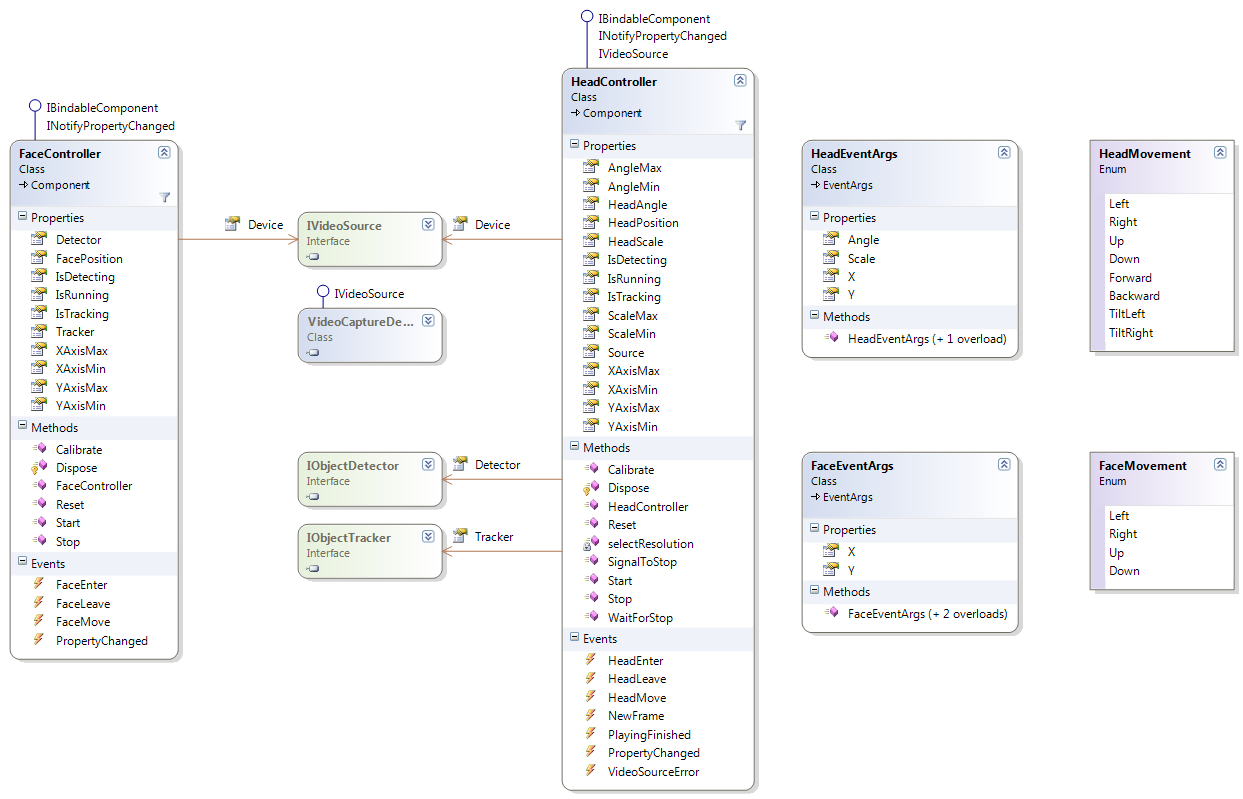 IBindableComponent
INotifyPropertyChanged
FaceController
Class
Component
Properties
Detector
FacePosition
IsDetecting
IsRunning
IsTracking
Tracker
XAxisMax
XAxisMin
YAxisMax
YAxisMin
Methods
Calibrate
Dispose
FaceController
Reset
Start
Stop
Events
FaceEnter
FaceLeave
FaceMove
PropertyChanged
Device
IVideoSource
Interface
Device
IVideoSource
VideoCaptureDe...
Class
IObjectDetector
Interface
Detector
IObjectTracker
Interface
Tracker
IBindableComponent
INotifyPropertyChanged
IVideoSource
HeadController
Class
Component
Properties
AngleMax
AngleMin
HeadAngle
HeadPosition
HeadScale
IsDetecting
IsRunning
IsTracking
ScaleMax
ScaleMin
Source
XAxisMax
XAxisMin
YAxisMax
YAxisMin
Methods
Calibrate
Dispose
HeadController
Reset
selectResolution
SignalToStop
Start
Stop
WaitForStop
Events
HeadEnter
HeadLeave
HeadMove
NewFrame
PlayingFinished
PropertyChanged
VideoSourceError
HeadEventArgs
Class
EventArgs
Properties
Angle
Scale
X
Y
Methods
HeadEventArgs (+ 1 overload)
HeadMovement
Enum
Left
Right
Up
Down
Forward
Backward
TiltLeft
TiltRight
FaceEventArgs
Class
EventArgs
Properties
X
Y
Methods
FaceEventArgs (+ 2 overloads)
FaceMovement
Enum
Left
Right
Up
Down